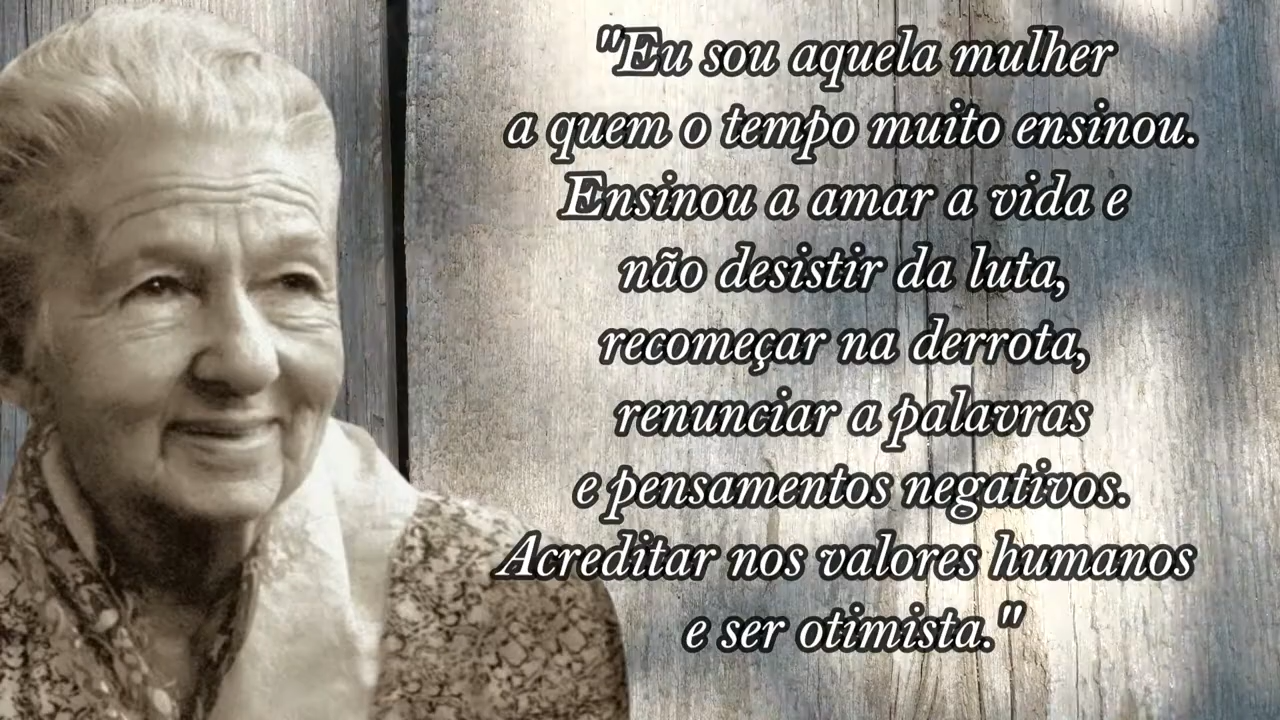 "Eu sou aquela mulher
a quem o tempo muito ensinou.
Ensinou a amar a vida e
não desistir da luta,
recomeçar na derrota,
renunciar a palavras
e pensamentos negativos.
Acreditar nos valores humanos
e ser otimista."